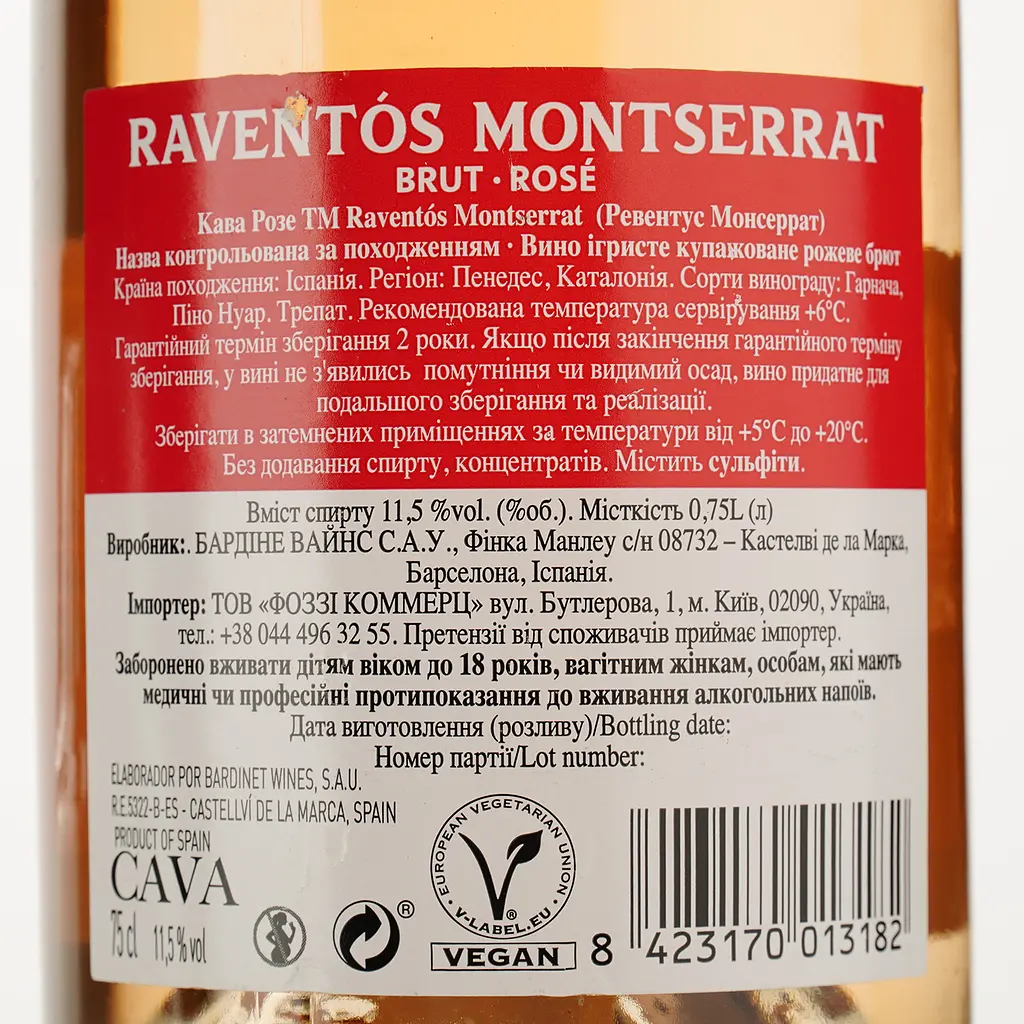 RAVENTÓS MONTSERRAT
BRUT · ROSÉ
Кава Розе ТМ Raventós Montserrat (Ревентус Монсеррат)
Назва контрольована за походженням · Вино ігристе купажоване рожеве брют
Країна походження: Іспанія. Регіон: Пенедес, Каталонія. Сорти винограду: Гарнача,
Піно Нуар. Трепат. Рекомендована температура сервірування +6°С.
Гарантійний термін зберігання 2 роки. Якщо після закінчення гарантійного терміну
зберігання, у вині не з'явились помутніння чи видимий осад, вино придатне для
подальшого зберігання та реалізації.
Зберігати в затемнених приміщеннях за температури від +5°С до +20°С.
Без додавання спирту, концентратів. Містить сульфіти.
Вміст спирту 11,5 %vol. (%об.). Місткість 0,75L (л)
Виробник:. БАРДІНЕ ВАЙНС С.А.У., Фінка Манлеу с/н 08732 – Кастелві де ла Марка,
Барселона, Іспанія.
Імпортер: ТОВ «ФОЗЗІ КОММЕРЦ» вул. Бутлерова, 1, м. Київ, 02090, Україна,
тел.: +38 044 496 32 55. Претензії від споживачів приймає імпортер.
Заборонено вживати дітям віком до 18 років, вагітним жінкам, особам, які мають
медичні чи професійні протипоказання до вживання алкогольних напоїв.
Дата виготовлення (розливу)/Bottling date:
Номер партії/Lot number:
ELABORADOR POR BARDINET WINES, S.A.U.
R.E.5322-B-ES - CASTELLVÍ DE LA MARCA, SPAIN
PRODUCT OF SPAIN
CAVA
75 cl 11,5 % vol
®
EUROPEAN VEGETARIAN UNION
· V-LABEL.EU ·
®
VEGAN
8 423170 013182